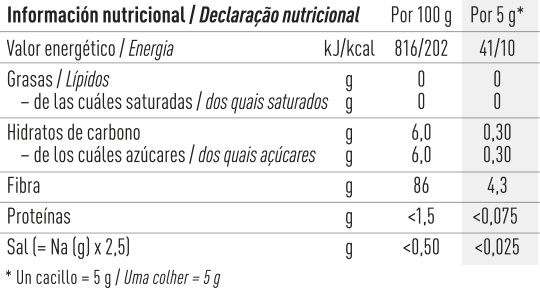 Información nutricional / Declaração nutricional Por 100 g Por 5 g*
Valor energético / Energia kJ/kcal 816/202 41/10
Grasas / Lípidos g 0 0
– de las cuáles saturadas / dos quais saturados g 0 0
Hidratos de carbono g 6,0 0,30
– de los cuáles azúcares / dos quais açúcares g 6,0 0,30
Fibra g 86 4,3
Proteínas g <1,5 <0,075
Sal (= Na (g) x 2,5) g <0,50 <0,025
* Un cacillo = 5 g / Uma colher = 5 g